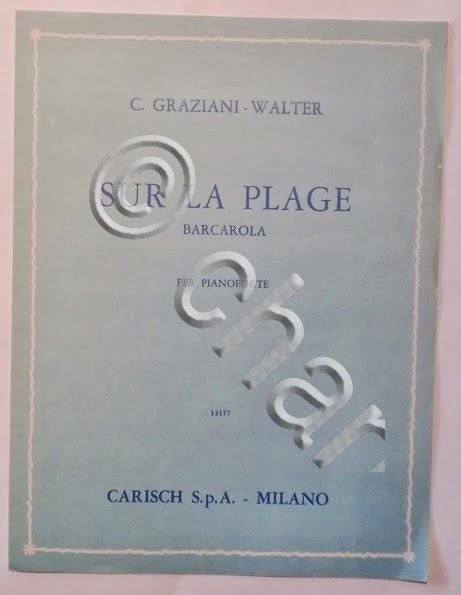 C. GRAZIANI - WALTER
SUR LA PLAGE
BARCAROLA
PER PIANOFORTE
13177
CARISCH S.p.A. - MILANO
@char